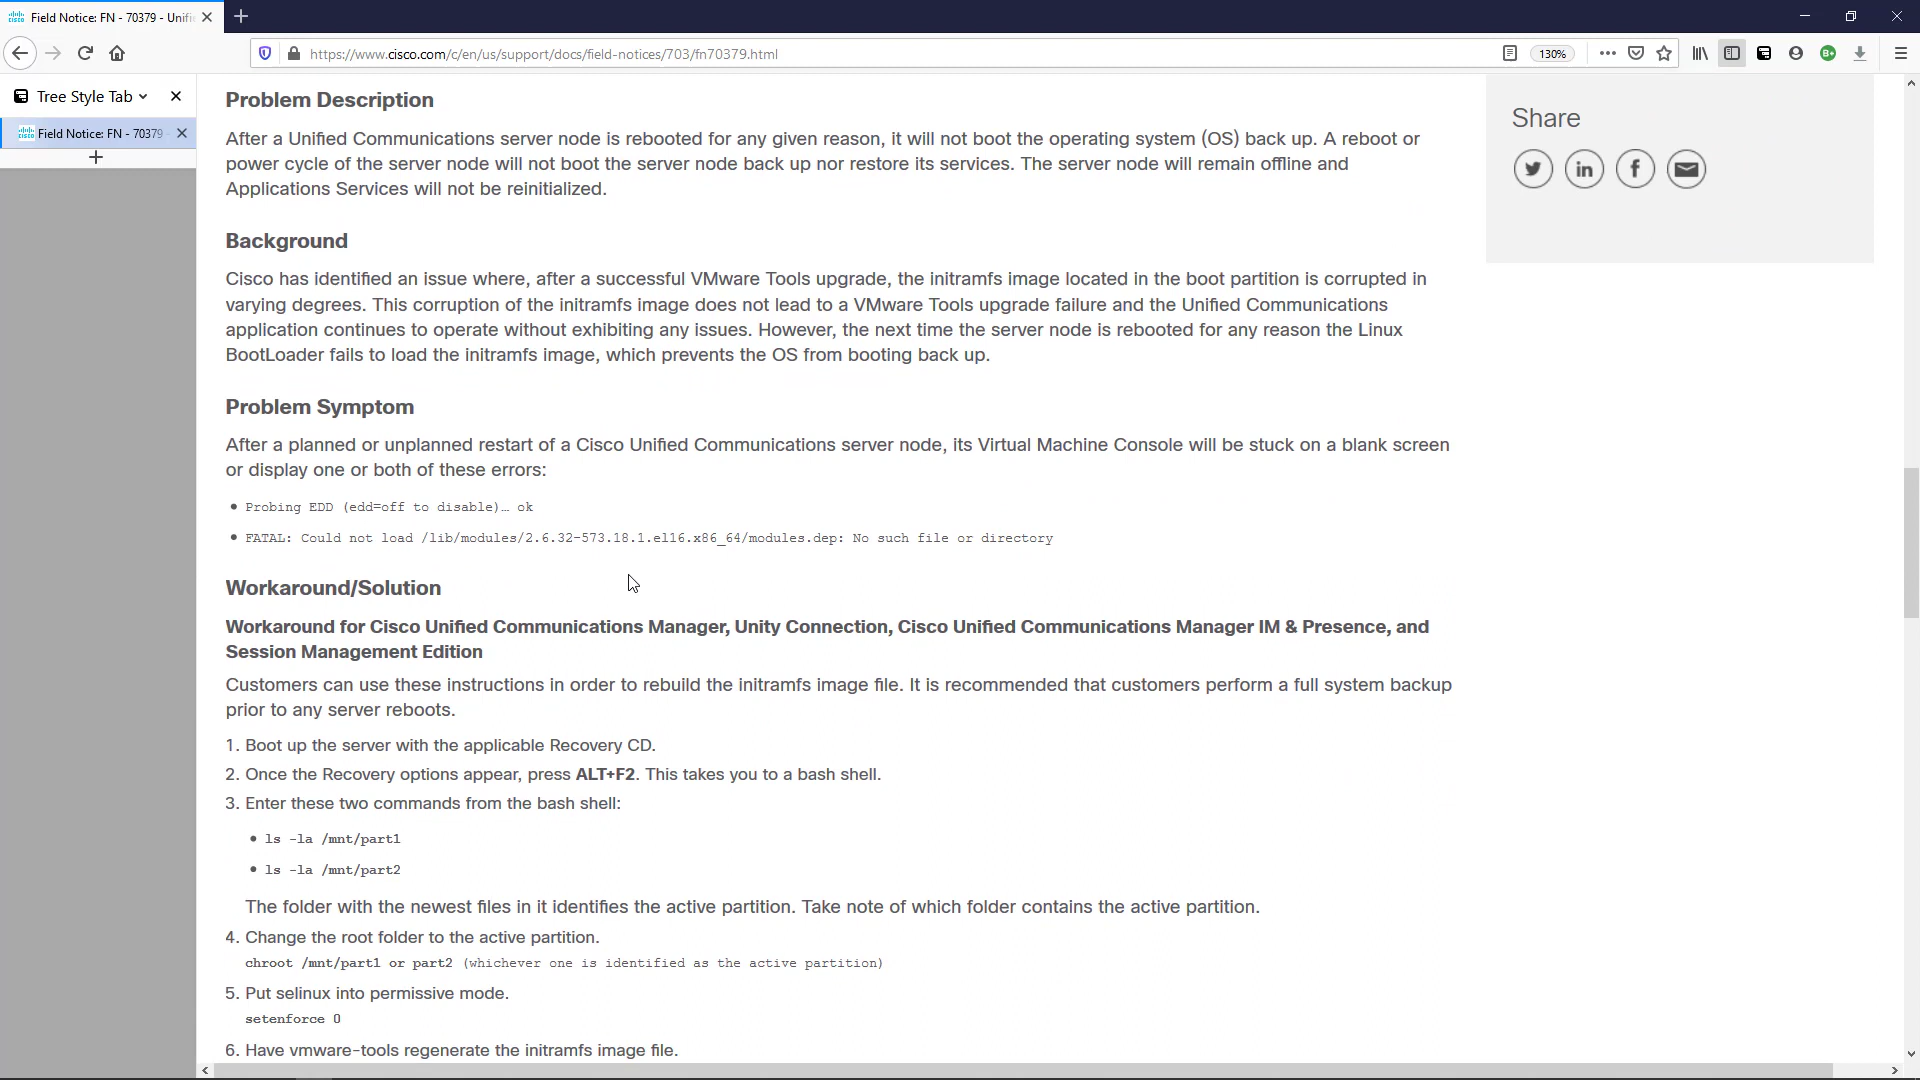 Field Notice: FN - 70379 - Unifi
https://www.cisco.com/c/en/us/support/docs/field-notices/703/fn70379.html
130%
Tree Style Tab
Field Notice: FN - 70379 -
Problem Description
After a Unified Communications server node is rebooted for any given reason, it will not boot the operating system (OS) back up. A reboot or
power cycle of the server node will not boot the server node back up nor restore its services. The server node will remain offline and
Applications Services will not be reinitialized.
Share
Background
Cisco has identified an issue where, after a successful VMware Tools upgrade, the initramfs image located in the boot partition is corrupted in
varying degrees. This corruption of the initramfs image does not lead to a VMware Tools upgrade failure and the Unified Communications
application continues to operate without exhibiting any issues. However, the next time the server node is rebooted for any reason the Linux
BootLoader fails to load the initramfs image, which prevents the OS from booting back up.
Problem Symptom
After a planned or unplanned restart of a Cisco Unified Communications server node, its Virtual Machine Console will be stuck on a blank screen
or display one or both of these errors:
• Probing EDD (edd=off to disable)… ok
• FATAL: Could not load /lib/modules/2.6.32-573.18.1.el16.x86_64/modules.dep: No such file or directory
Workaround/Solution
Workaround for Cisco Unified Communications Manager, Unity Connection, Cisco Unified Communications Manager IM & Presence, and
Session Management Edition
Customers can use these instructions in order to rebuild the initramfs image file. It is recommended that customers perform a full system backup
prior to any server reboots.
1. Boot up the server with the applicable Recovery CD.
2. Once the Recovery options appear, press ALT+F2. This takes you to a bash shell.
3. Enter these two commands from the bash shell:
• ls -la /mnt/part1
• ls -la /mnt/part2
The folder with the newest files in it identifies the active partition. Take note of which folder contains the active partition.
4. Change the root folder to the active partition.
chroot /mnt/part1 or part2 (whichever one is identified as the active partition)
5. Put selinux into permissive mode.
setenforce 0
6. Have vmware-tools regenerate the initramfs image file.